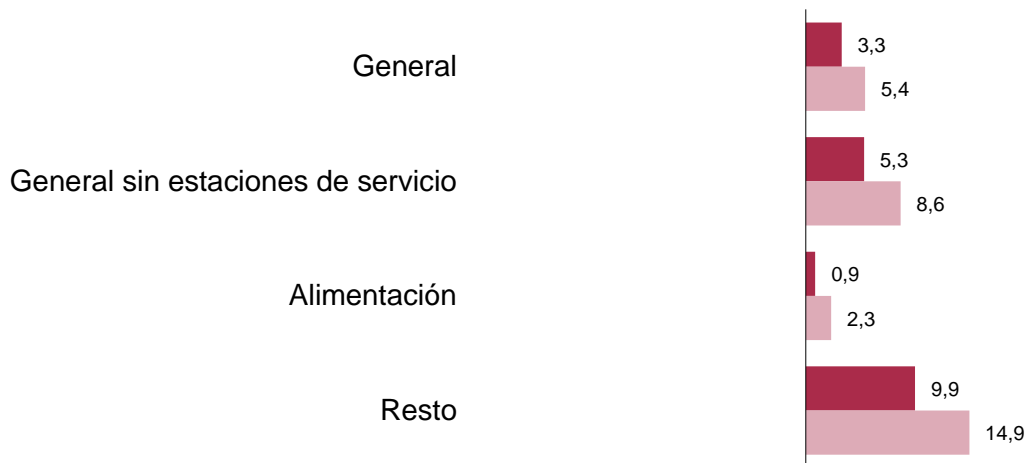 General
3,3
5,4
General sin estaciones de servicio
5,3
8,6
Alimentación
0,9
2,3
Resto
9,9
14,9